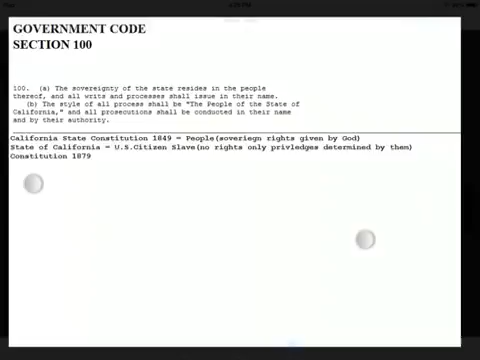 GOVERNMENT CODE
SECTION 100
100. (a) The sovereignty of the state resides in the people
thereof, and all writs and processes shall issue in their name.
(b) The style of all process shall be "The People of the State of
California," and all prosecutions shall be conducted in their name
and by their authority.
California State Constitution 1849 = People(soveriegn rights given by God)
State of California = U.S.Citizen Slave(no rights only privledges determined by them)
Constitution 1879